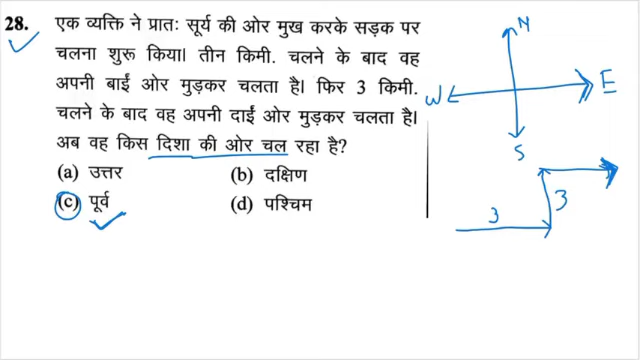 28. एक व्यक्ति ने प्रातः सूर्य की ओर मुख करके सड़क पर
चलना शुरू किया। तीन किमी. चलने के बाद वह
अपनी बाईं ओर मुड़कर चलता है। फिर 3 किमी.
चलने के बाद वह अपनी दाईं ओर मुड़कर चलता है।
अब वह किस दिशा की ओर चल रहा है?
(a) उत्तर (b) दक्षिण
(c) पूर्व (d) पश्चिम
N
W E
S
3
3